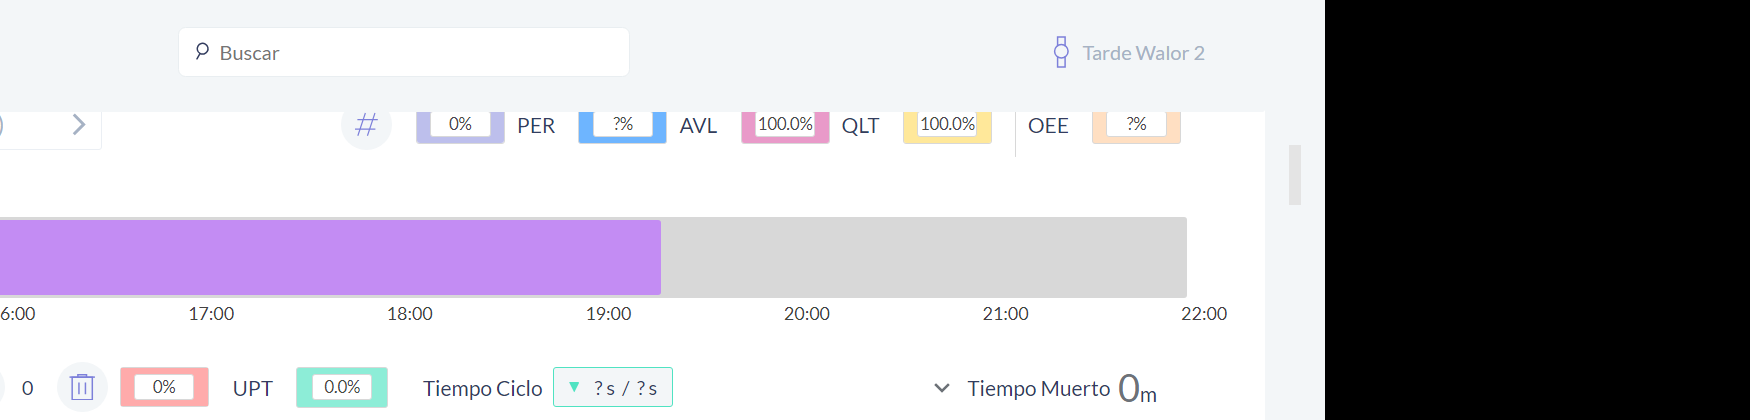 Buscar
Tarde Walor 2
0% PER ?% AVL 100.0% QLT 100.0% OEE ?%
6:00 17:00 18:00 19:00 20:00 21:00 22:00
0 0% UPT 0.0% Tiempo Ciclo ▼ ?s / ?s Tiempo Muerto 0m